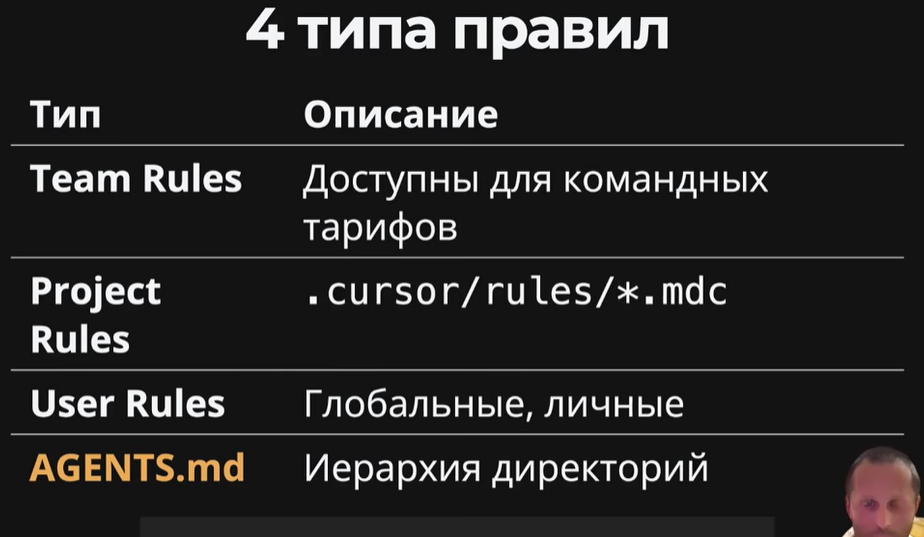 4 типа правил
Тип Описание
Team Rules Доступны для командных
тарифов
Project .cursor/rules/*.mdc
Rules
User Rules Глобальные, личные
AGENTS.md Иерархия директорий